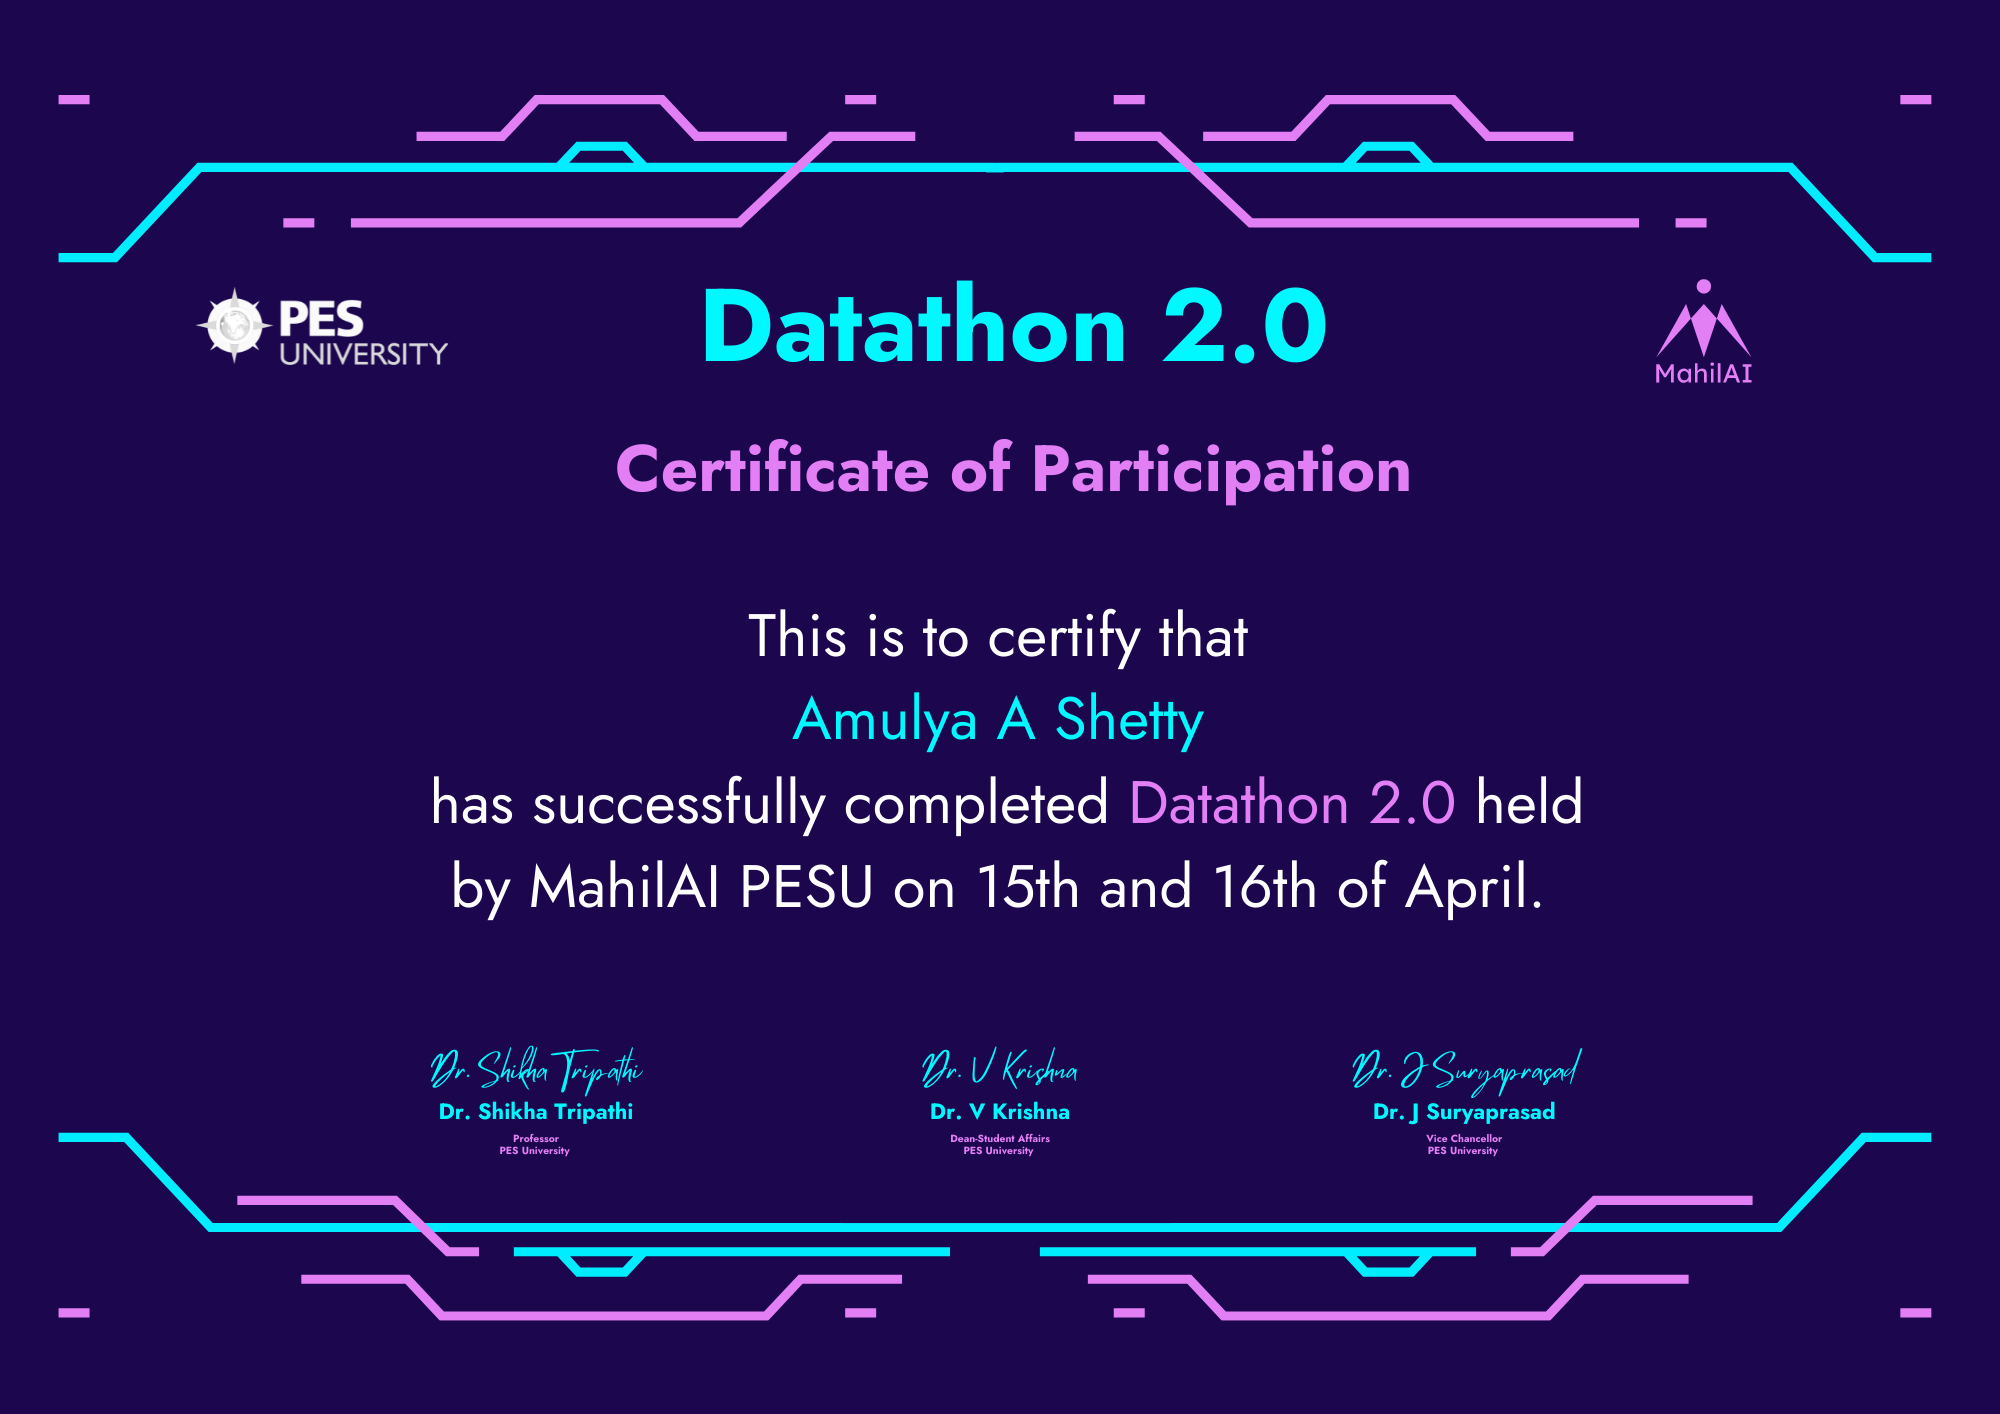 PES
UNIVERSITY
Datathon 2.0
MahilAI
Certificate of Participation
This is to certify that
Amulya A Shetty
has successfully completed Datathon 2.0 held
by MahilAI PESU on 15th and 16th of April.
Dr. Shikha Tripathi
Dr. Shikha Tripathi
Professor
PES University
Dr. V Krishna
Dr. V Krishna
Dean-Student Affairs
PES University
Dr. J Suryaprasad
Dr. J Suryaprasad
Vice Chancellor
PES University